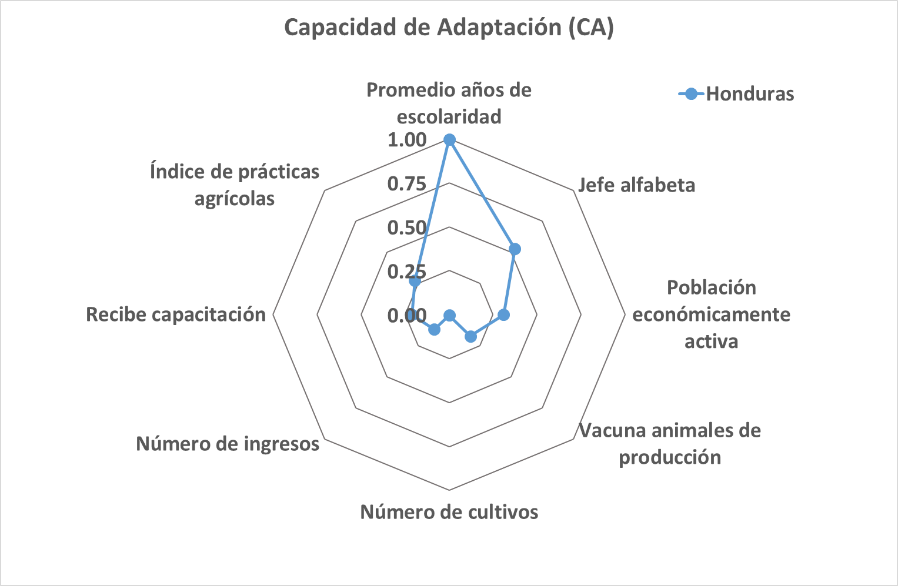 Capacidad de Adaptación (CA)
Honduras
Promedio años de
escolaridad
1.00
0.75
0.50
0.25
0.00
Jefe alfabeta
Población
económicamente
activa
Vacuna animales de
producción
Número de cultivos
Número de ingresos
Recibe capacitación
Índice de prácticas
agrícolas